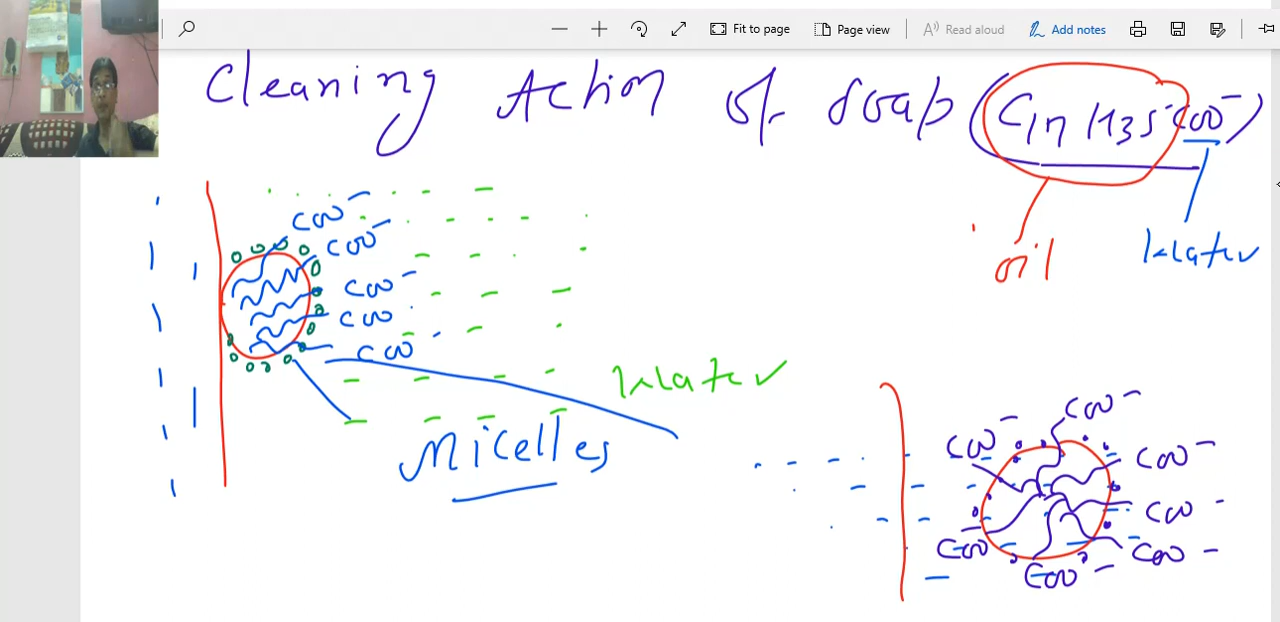 Fit to page Page view Read aloud Add notes
Cleaning Action of Soap (C17H35COO⁻)
oil
Water
COO⁻
COO⁻
COO⁻
COO⁻
COO⁻
Water
Micelles
COO⁻
COO⁻
COO⁻
COO⁻
COO⁻
COO⁻
COO⁻